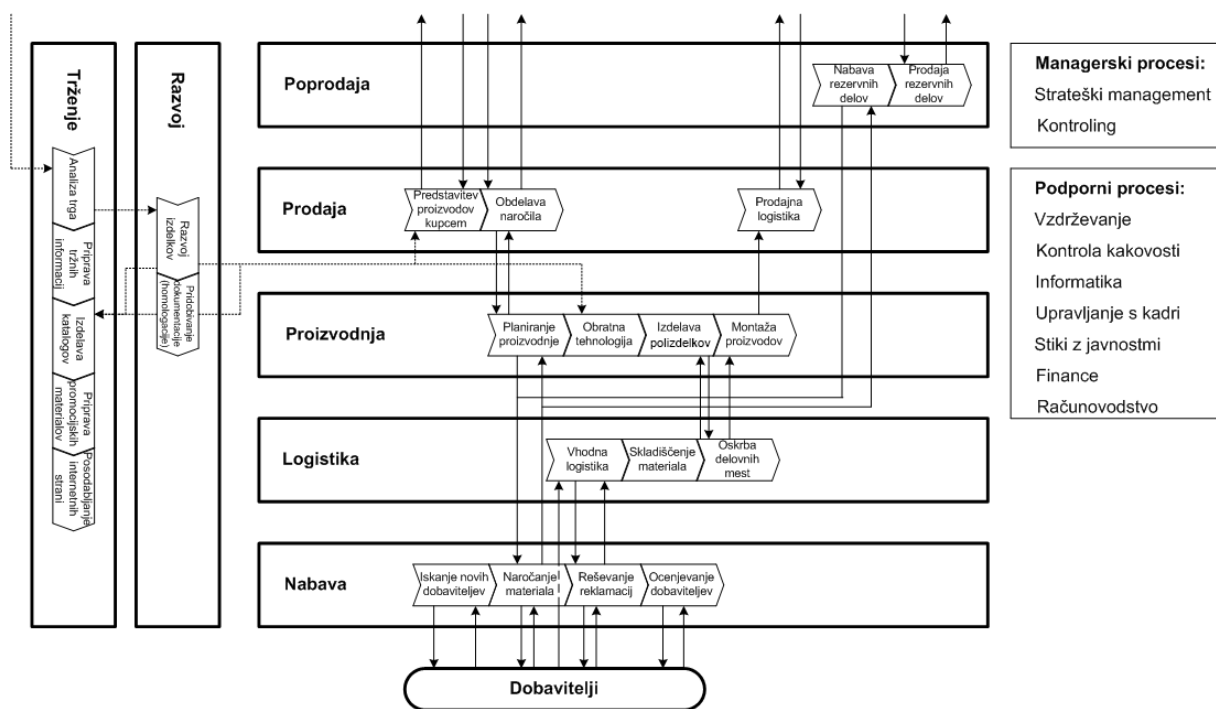 Trženje
Analiza trga
Priprava
tržnih
informacij
Izdelava
katalogov
Priprava
promocijskih
materialov
Posodabljanje
internetnih
strani
Razvoj
Razvoj
izdelkov
Pridobivanje
dokumentacije
(homologacije)
Poprodaja
Nabava
rezervnih
delov
Prodaja
rezervnih
delov
Prodaja
Predstavitev
proizvodov
kupcem
Obdelava
naročila
Prodajna
logistika
Proizvodnja
Planiranje
proizvodnje
Obratna
tehnologija
Izdelava
polizdelkov
Montaža
proizvodov
Logistika
Vhodna
logistika
Skladiščenje
materiala
Oskrba
delovnih
mest
Nabava
Iskanje novih
dobaviteljev
Naročanje
materiala
Reševanje
reklamacij
Ocenjevanje
dobaviteljev
Dobavitelji
Managerski procesi:
Strateški management
Kontroling
Podporni procesi:
Vzdrževanje
Kontrola kakovosti
Informatika
Upravljanje s kadri
Stiki z javnostmi
Finance
Računovodstvo